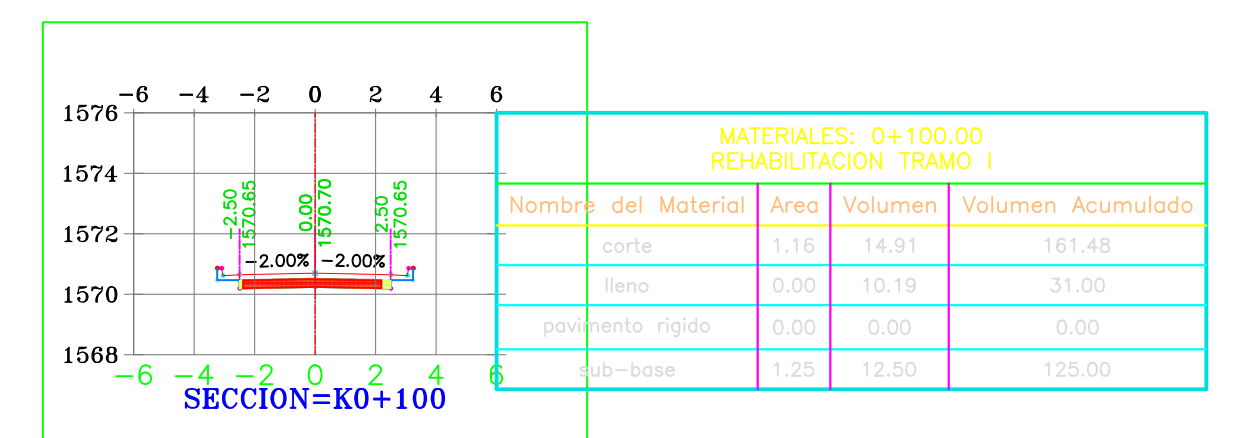 −6 −4 −2 0 2 4 6
1576
1574
1572
1570
1568
−2.50
1570.65
0.00
1570.70
2.50
1570.65
−2.00% −2.00%
−6 −4 −2 0 2 4 6
SECCION=K0+100
MATERIALES: 0+100.00
REHABILITACION TRAMO I
Nombre del Material Area Volumen Volumen Acumulado
corte 1.16 14.91 161.48
lleno 0.00 10.19 31.00
pavimento rigido 0.00 0.00 0.00
sub−base 1.25 12.50 125.00